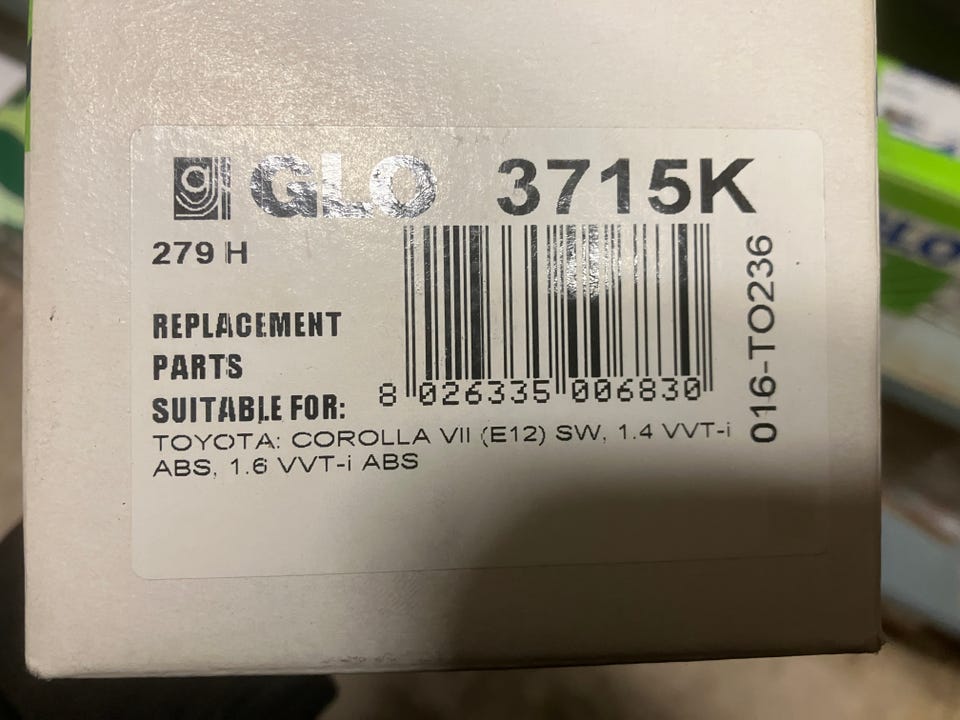 GLO 3715K
279 H
REPLACEMENT
PARTS
SUITABLE FOR:
8 026335 006830
TOYOTA: COROLLA VII (E12) SW, 1.4 VVT-i
ABS, 1.6 VVT-i ABS
016-TO236
LO